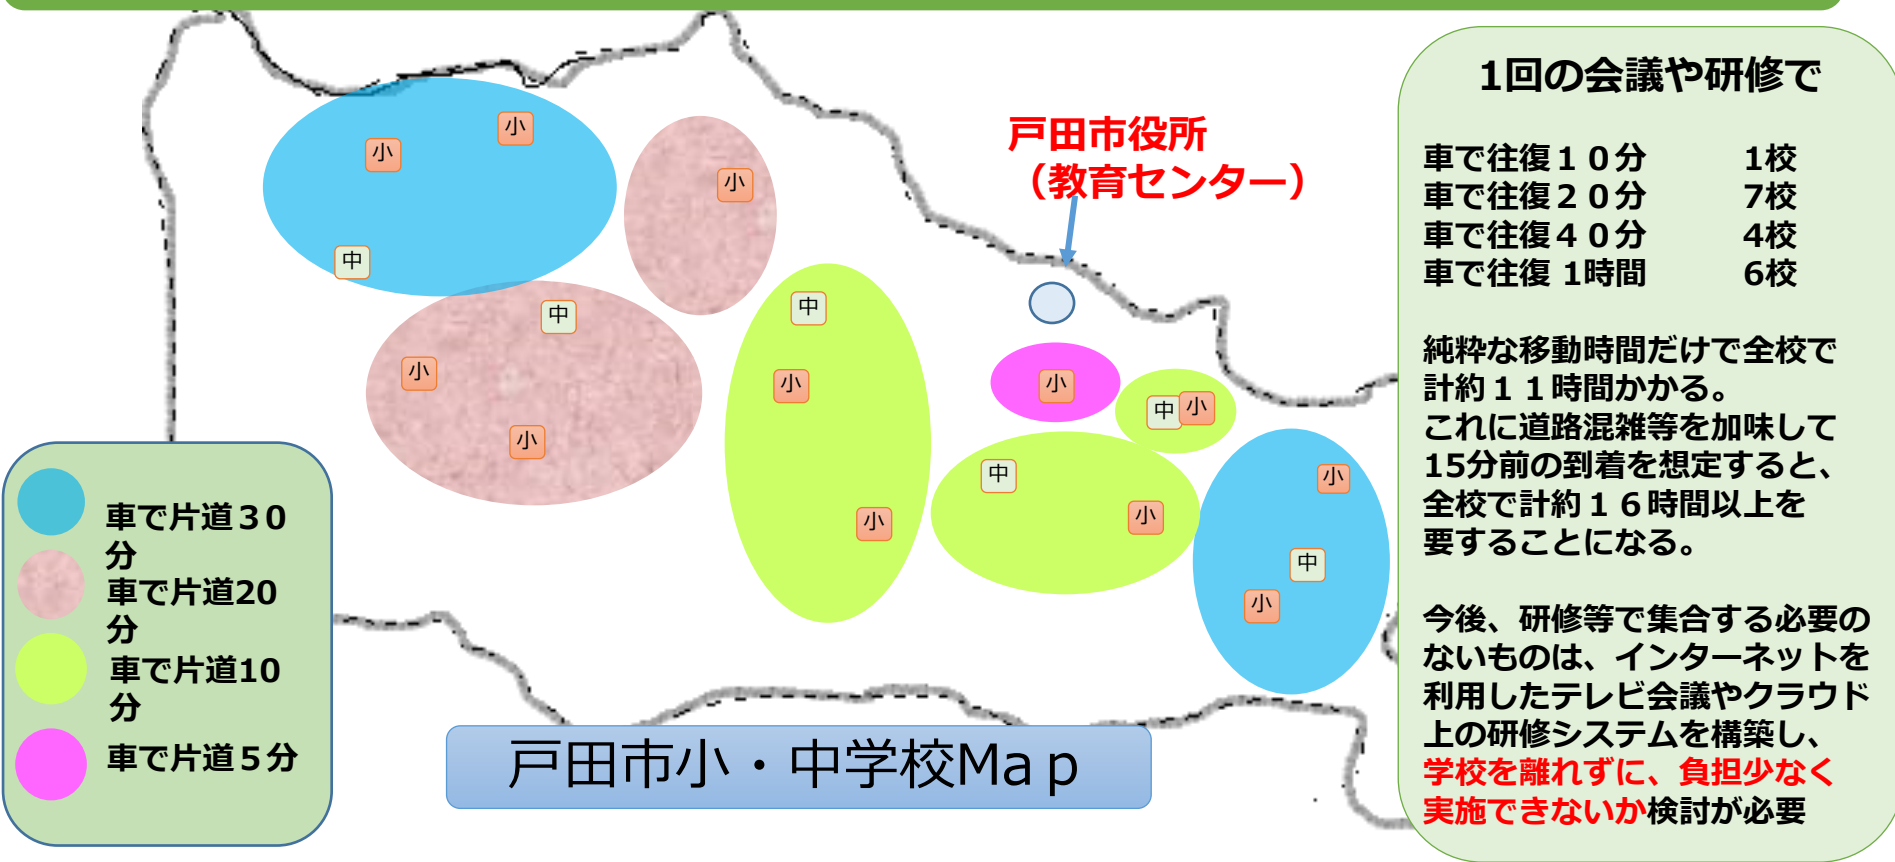 小
小
中
小
中
小
小
戸田市役所
（教育センター）
中
小
小
小
中
小
中
小
小
中
小
車で片道３０
分
車で片道20
分
車で片道10
分
車で片道５分
戸田市小・中学校Maｐ
1回の会議や研修で
車で往復１０分 1校
車で往復２０分 7校
車で往復４０分 4校
車で往復 1時間 6校
純粋な移動時間だけで全校で
計約１１時間かかる。
これに道路混雑等を加味して
15分前の到着を想定すると、
全校で計約１６時間以上を
要することになる。
今後、研修等で集合する必要の
ないものは、インターネットを
利用したテレビ会議やクラウド
上の研修システムを構築し、
学校を離れずに、負担少なく
実施できないか検討が必要